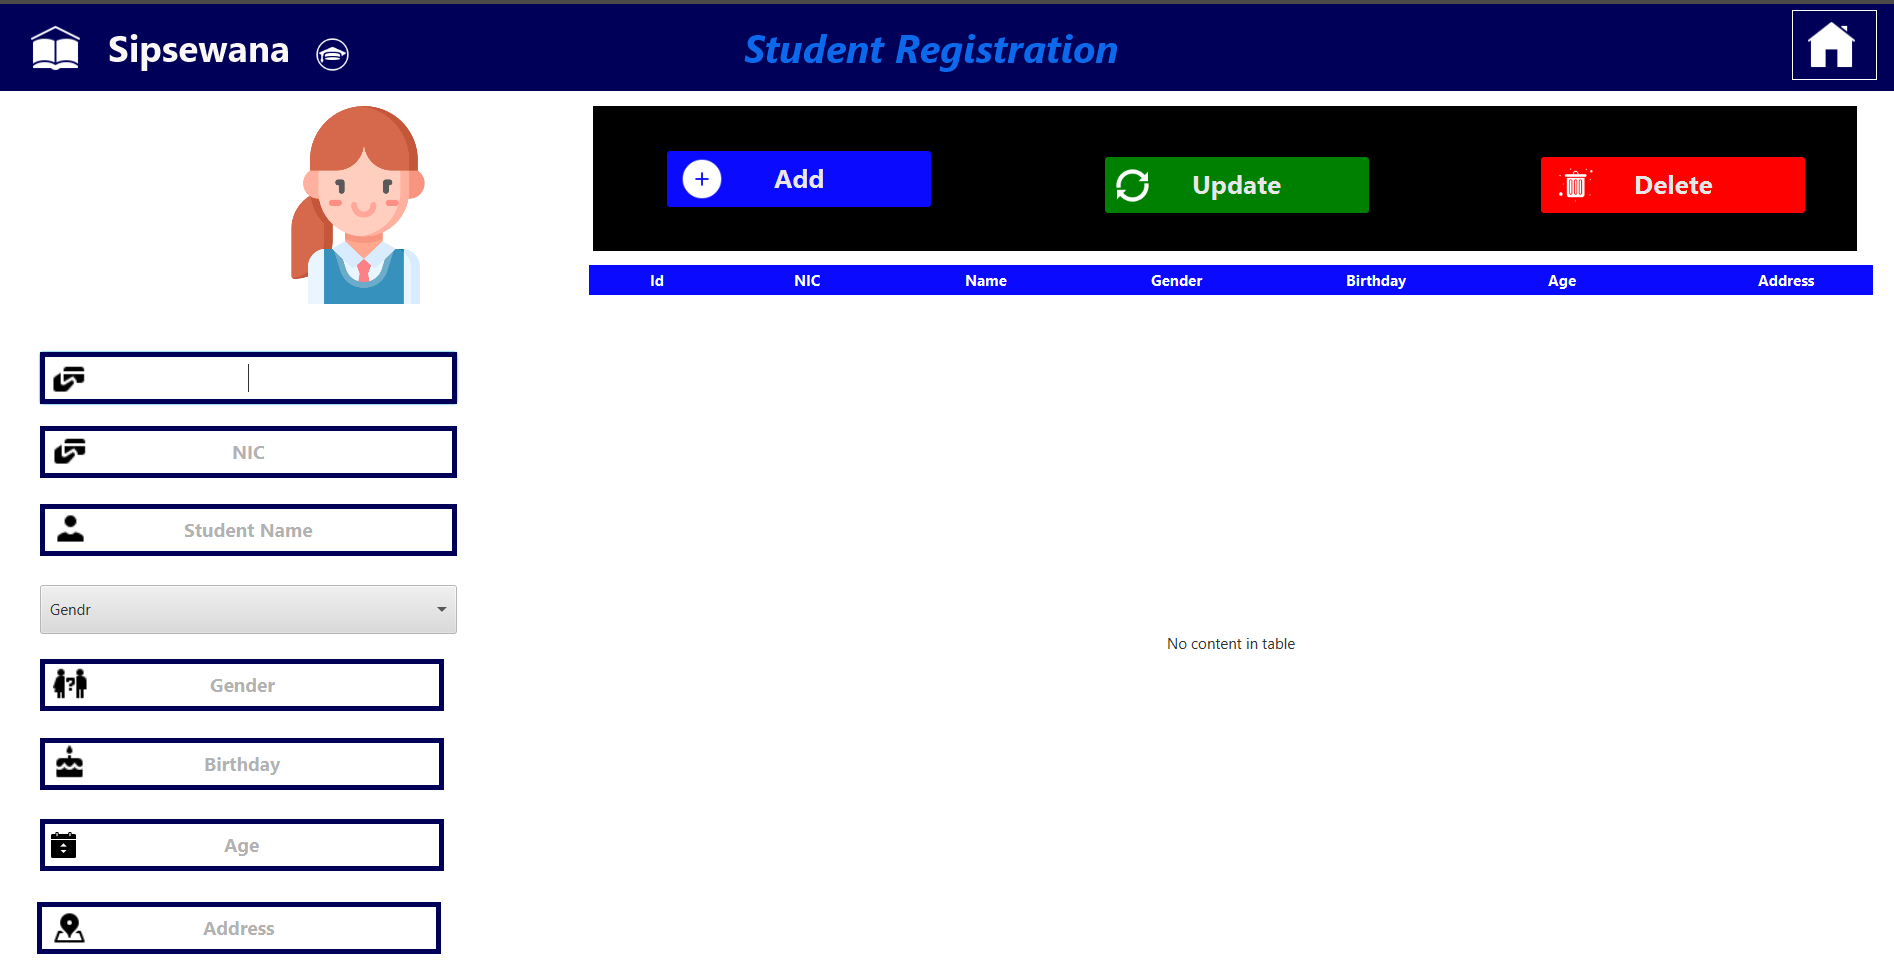 Sipsewana
Student Registration
Add
Update
Delete
Id NIC Name Gender Birthday Age Address
NIC
Student Name
Gendr
No content in table
Gender
Birthday
Age
Address